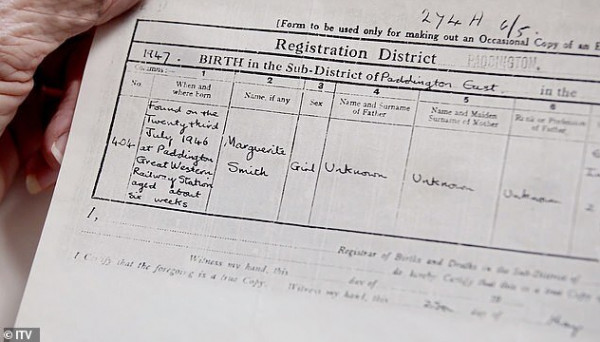 274 H 6/5.
[Form to be used only for making out an Occasional Copy of an E
Registration District PADDINGTON.
1947. BIRTH in the Sub-District of Paddington East. in the
Columns:— 1 2 3 4 5 6
No. When and where born Name, if any Sex Name and Surname of Father Name and Maiden Surname of Mother Rank or Profession of Father
404 Found on the Twenty third July 1946 at Paddington Great Western Railway Station aged about six weeks Marguerite Smith Girl Unknown Unknown Unknown
I,
Registrar of Births and Deaths in the Sub-District of
do hereby Certify that this is a true Copy
Witness my hand, this day of 19
I Certify that the foregoing is a true Copy. Witness my hand, this day of
© ITV